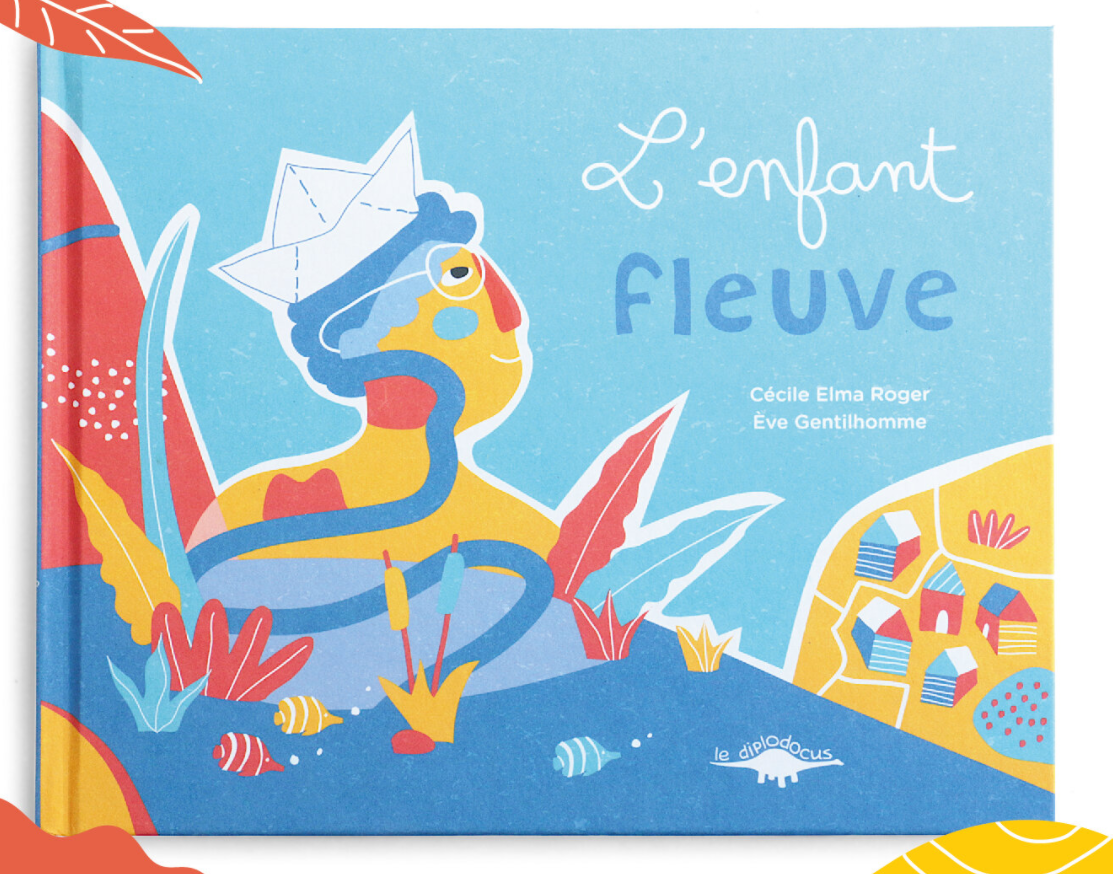 L'enfant
fleuve
Cécile Elma Roger
Ève Gentilhomme
le diplodocus